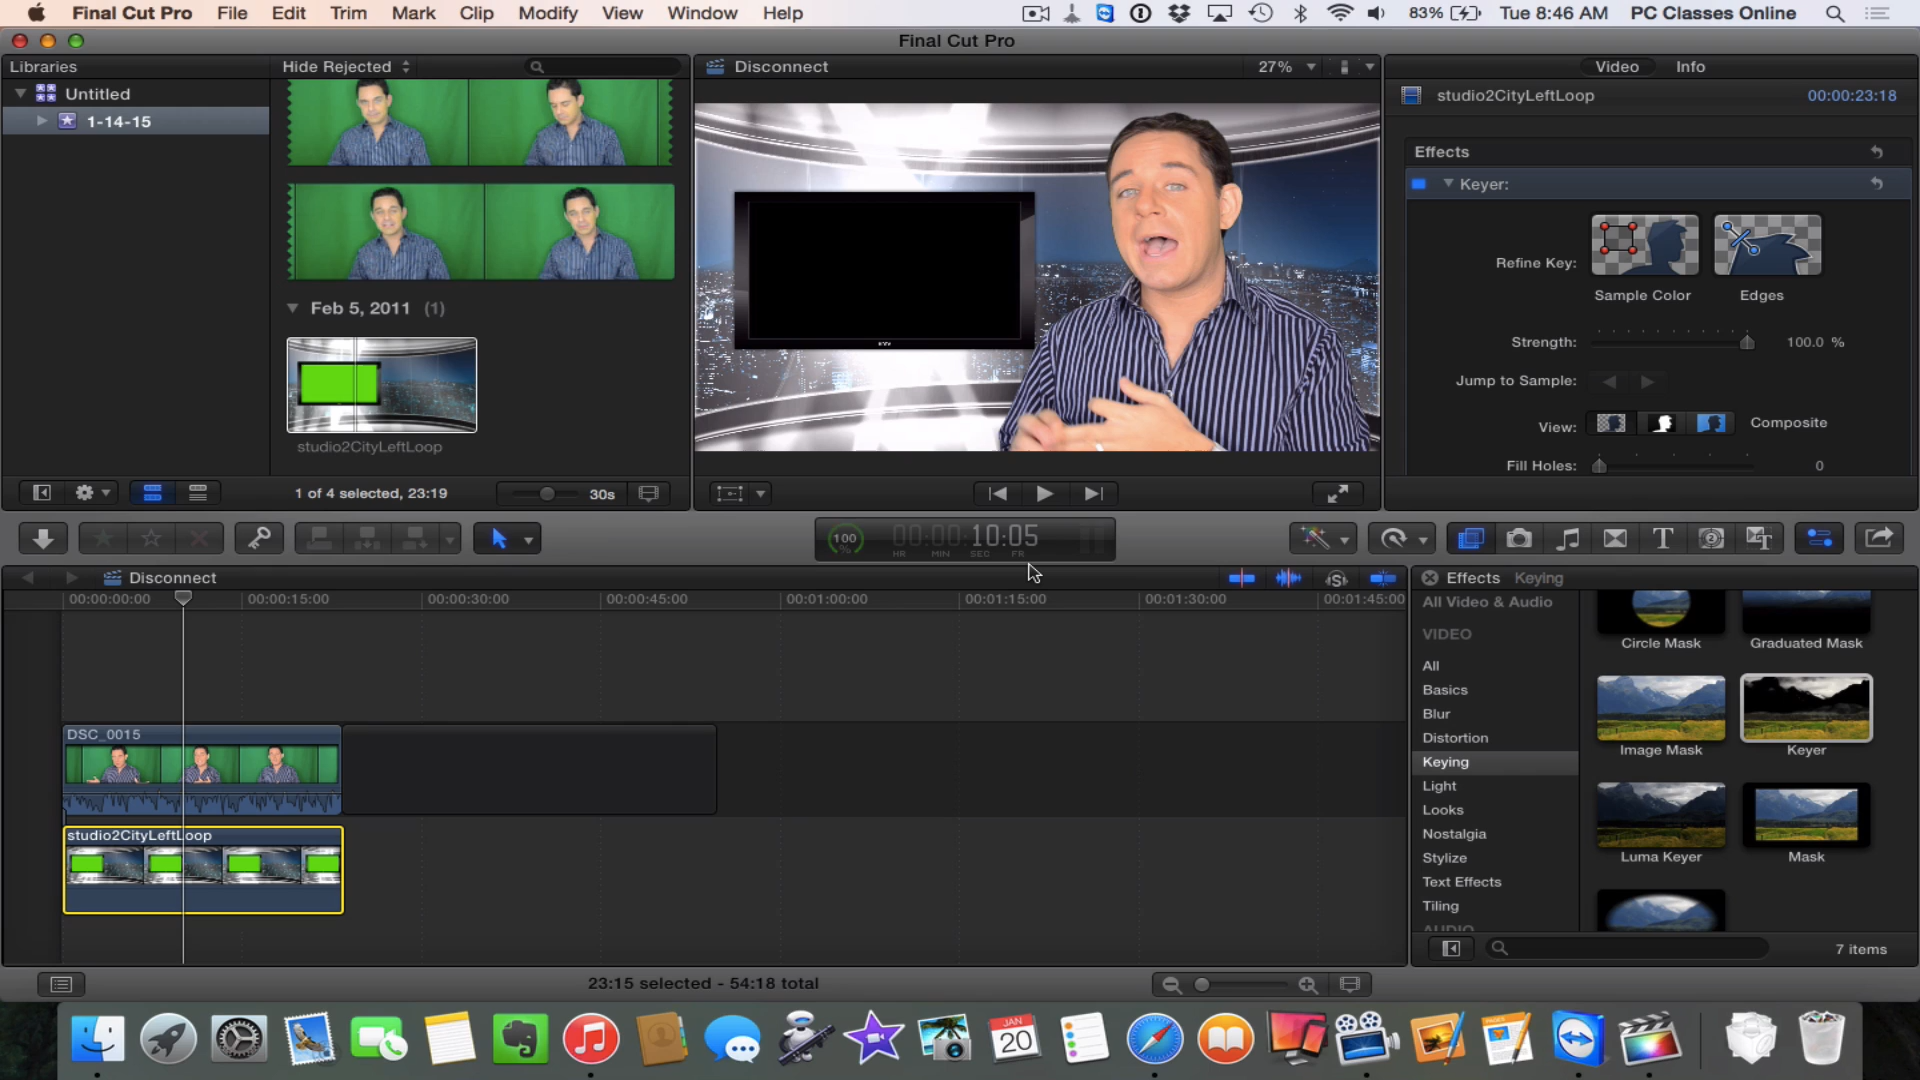 Final Cut Pro File Edit Trim Mark Clip Modify View Window Help 83% Tue 8:46 AM PC Classes Online
Final Cut Pro
Libraries Hide Rejected Disconnect 27% Video Info
Untitled
1-14-15
studio2CityLeftLoop 00:00:23:18
Effects
Keyer:
Refine Key:
Sample Color Edges
Feb 5, 2011 (1)
Strength: 100.0 %
Jump to Sample:
View: Composite
studio2CityLeftLoop
Fill Holes: 0
1 of 4 selected, 23:19 30s
100 % 00:00:10:05
HR MIN SEC FR
Disconnect
Effects Keying
00:00:00:00 00:00:15:00 00:00:30:00 00:00:45:00 00:01:00:00 00:01:15:00 00:01:30:00 00:01:45:00
All Video & Audio
VIDEO
All
Basics
Blur
Distortion
Keying
Light
Looks
Nostalgia
Stylize
Text Effects
Tiling
AUDIO
Circle Mask Graduated Mask
Image Mask Keyer
Luma Keyer Mask
7 items
DSC_0015
studio2CityLeftLoop
23:15 selected - 54:18 total
JAN
20
PAGES